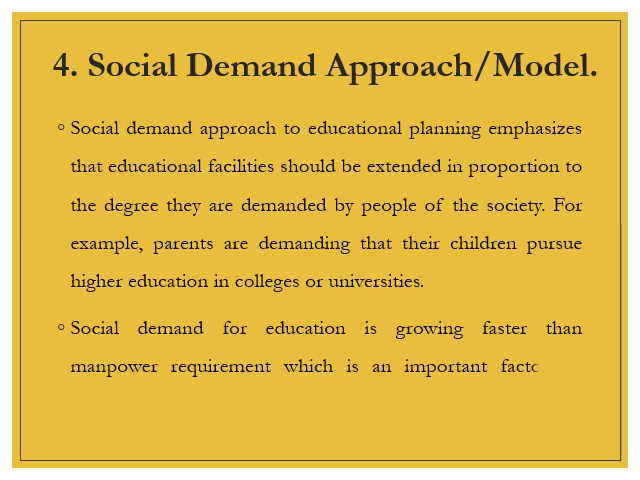 4. Social Demand Approach/Model.
◦ Social demand approach to educational planning emphasizes
that educational facilities should be extended in proportion to
the degree they are demanded by people of the society. For
example, parents are demanding that their children pursue
higher education in colleges or universities.
◦ Social demand for education is growing faster than
manpower requirement which is an important